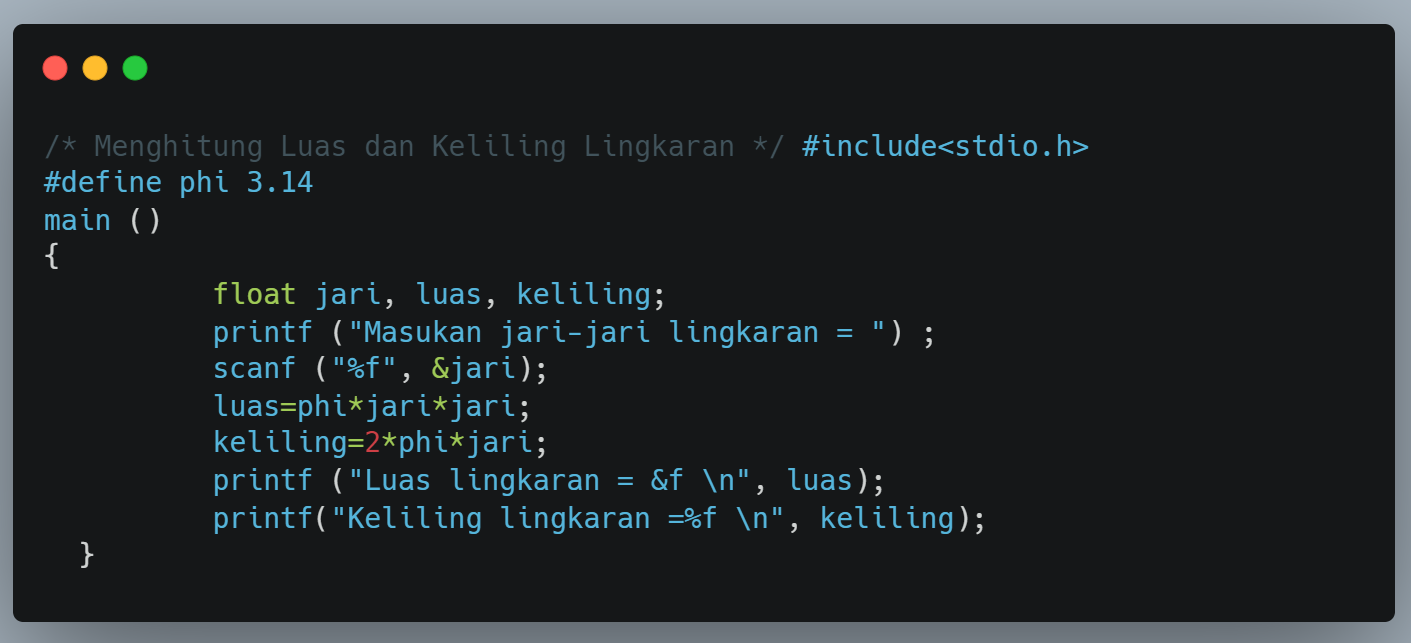 /* Menghitung Luas dan Keliling Lingkaran */ #include<stdio.h>
#define phi 3.14
main ()
{
float jari, luas, keliling;
printf ("Masukan jari-jari lingkaran = ") ;
scanf ("%f", &jari);
luas=phi*jari*jari;
keliling=2*phi*jari;
printf ("Luas lingkaran = &f \n", luas);
printf("Keliling lingkaran =%f \n", keliling);
}